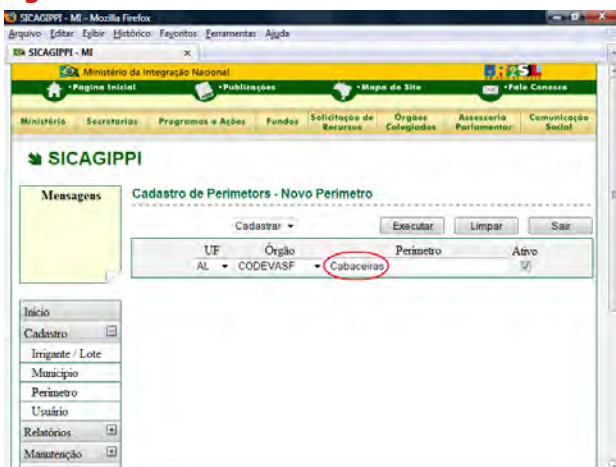 SICAGIPPI - MI - Mozilla Firefox
Arquivo Editar Exibir Histórico Favoritos Ferramentas Ajuda
SICAGIPPI - MI
Ministério da Integração Nacional
BRASIL
•Pagina Inicial •Publicações •Mapa do Site •Fale Conosco
Ministério Secretarias Programas e Ações Fundos Solicitação de Recursos Órgãos Colegiados Assessoria Parlamentar Comunicação Social
SICAGIPPI
Mensagens
Cadastro de Perimetors - Novo Perimetro
Cadastrar Executar Limpar Sair
UF Órgão Perimetro Ativo
AL CODEVASF Cabaceiras
Inicio
Cadastro
Irrigante / Lote
Municipio
Perimetro
Usuário
Relatórios
Manutenção